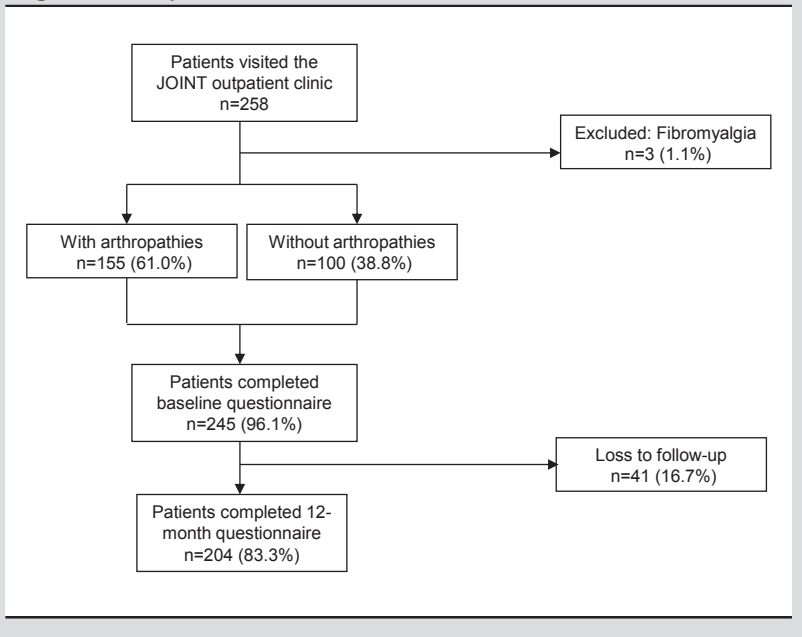 Patients visited the
JOINT outpatient clinic
n=258
Excluded: Fibromyalgia
n=3 (1.1%)
With arthropathies
n=155 (61.0%)
Without arthropathies
n=100 (38.8%)
Patients completed
baseline questionnaire
n=245 (96.1%)
Loss to follow-up
n=41 (16.7%)
Patients completed 12-
month questionnaire
n=204 (83.3%)